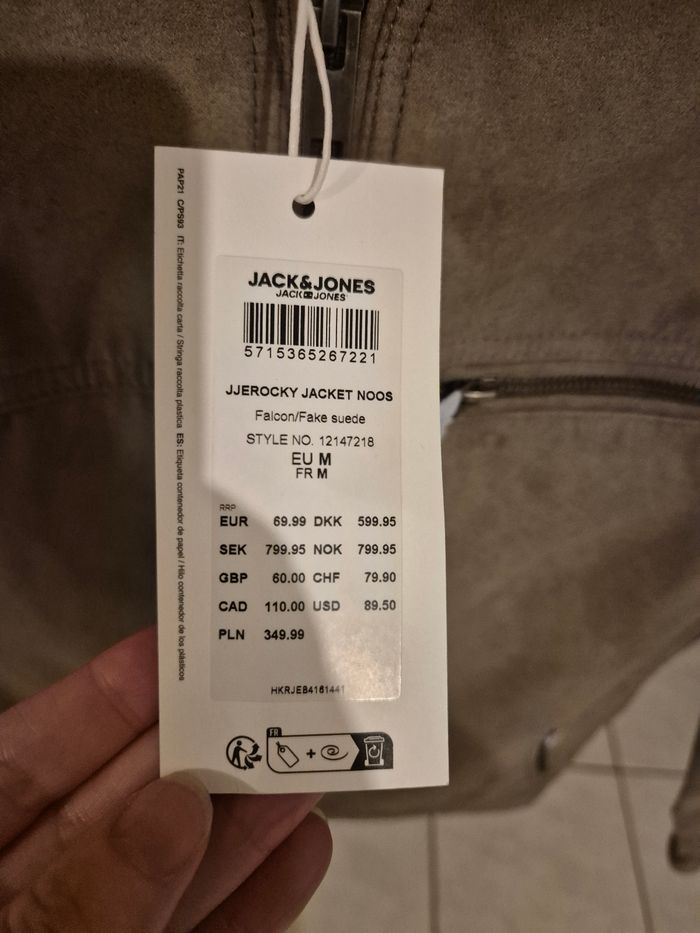 JACK&JONES
JACK JONES
5715365267221
JJEROCKY JACKET NOOS
Falcon/Fake suede
STYLE NO. 12147218
EU M
FR M
RRP
EUR 69.99 DKK 599.95
SEK 799.95 NOK 799.95
GBP 60.00 CHF 79.90
CAD 110.00 USD 89.50
PLN 349.99
HKRJEB4161441
FR
+
PAP21 C/PS93 IT: Etichetta raccolta carta / Stringa raccolta plastica ES: Etiqueta contenedor de papel / Hilo contenedor de los plásticos